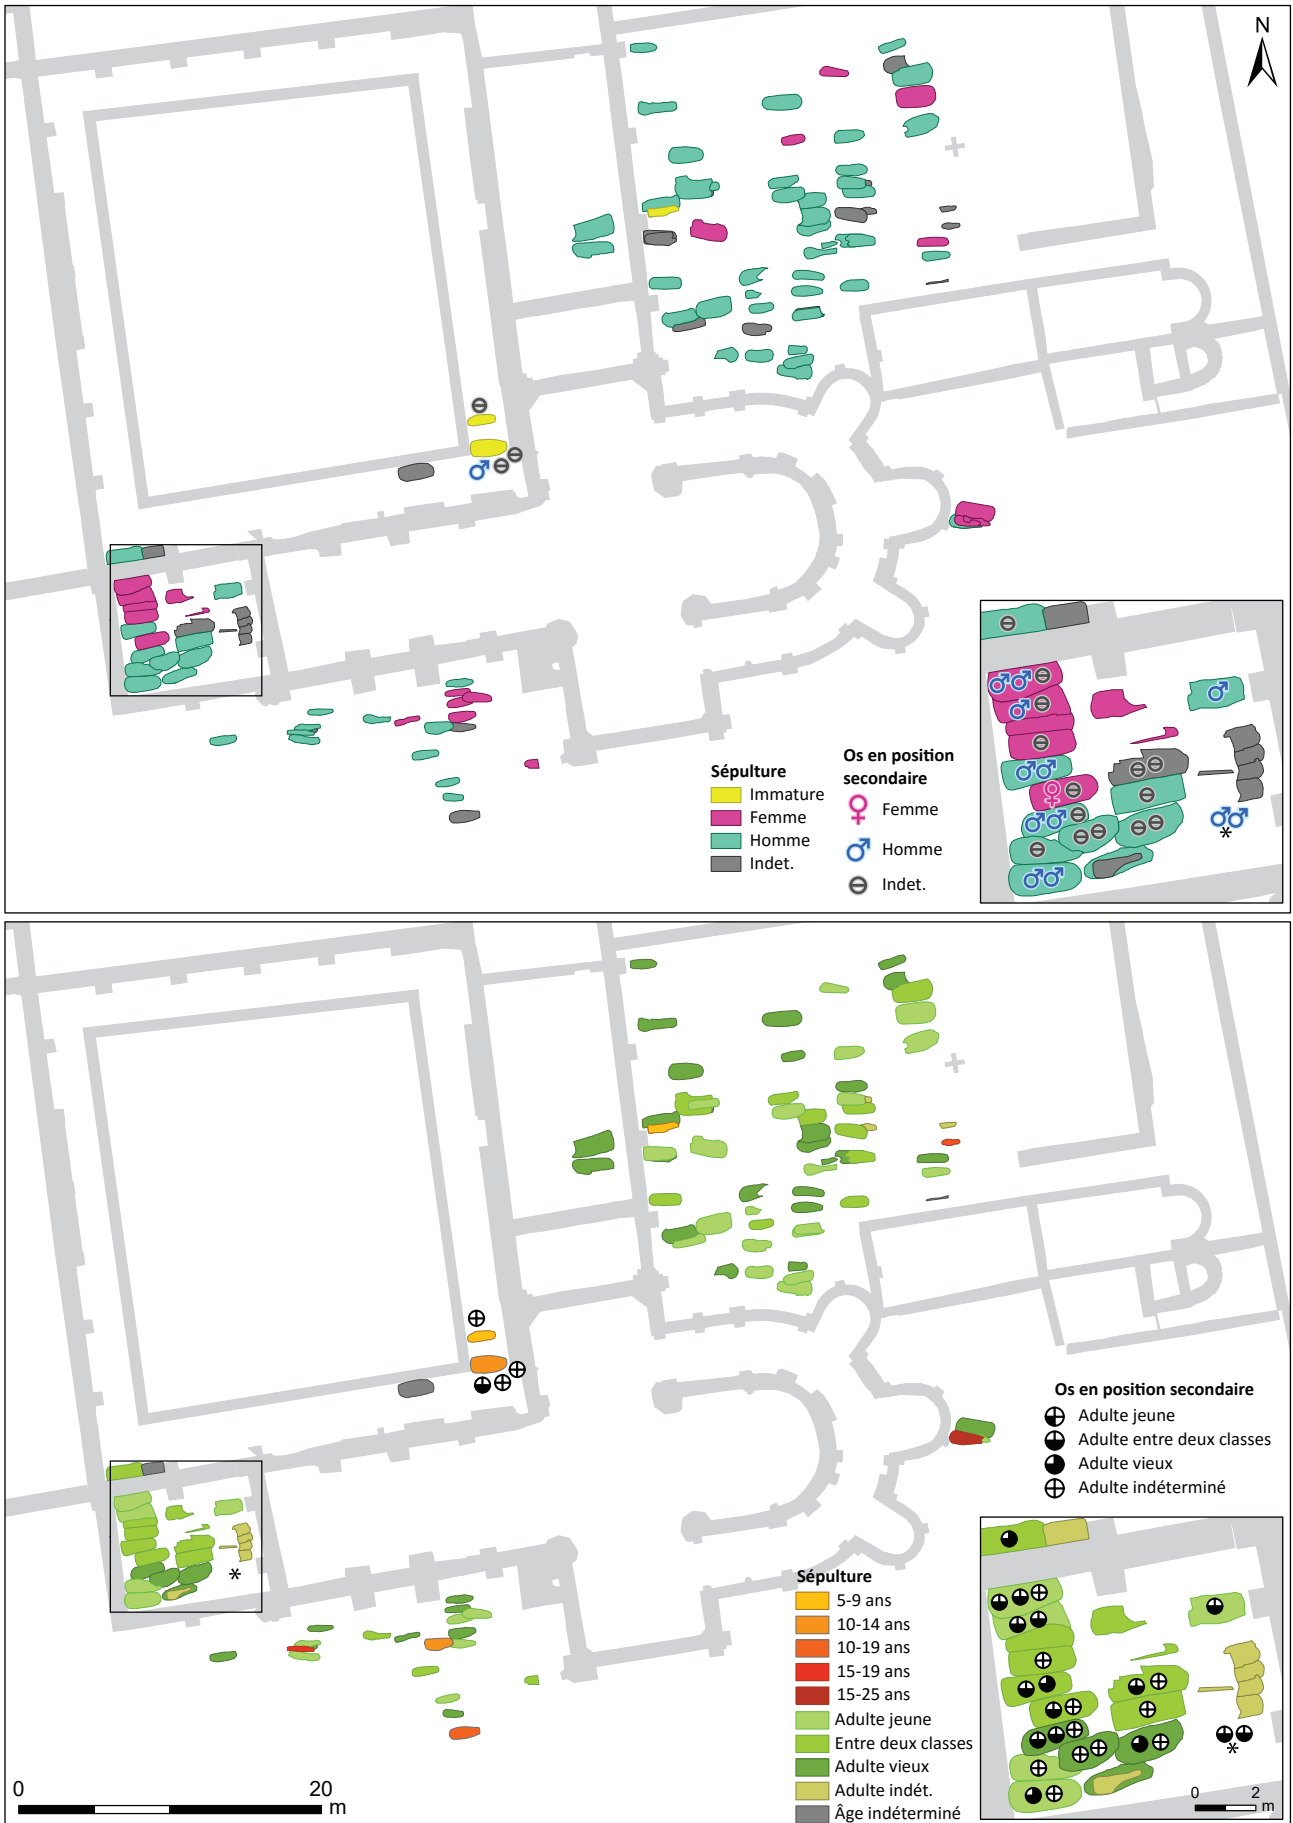 N
Sépulture
Immature
Femme
Homme
Indet.
Os en position
secondaire
Femme
Homme
Indet.
*
Os en position secondaire
Adulte jeune
Adulte entre deux classes
Adulte vieux
Adulte indéterminé
*
Sépulture
5-9 ans
10-14 ans
10-19 ans
15-19 ans
15-25 ans
Adulte jeune
Entre deux classes
Adulte vieux
Adulte indét.
Âge indéterminé
*
0 2
m
0 20
m